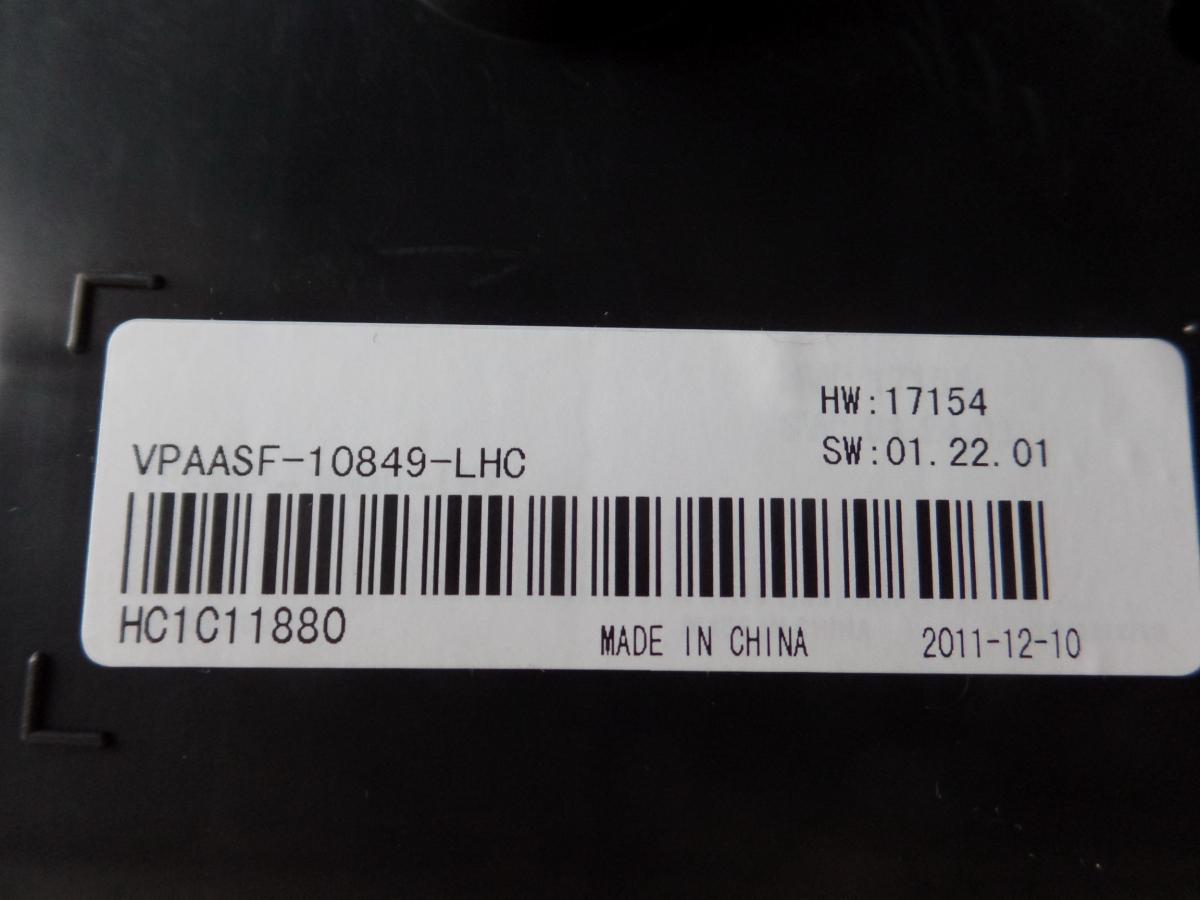 HW:17154
SW:01.22.01
VPAASF-10849-LHC
HC1C11880
MADE IN CHINA
2011-12-10